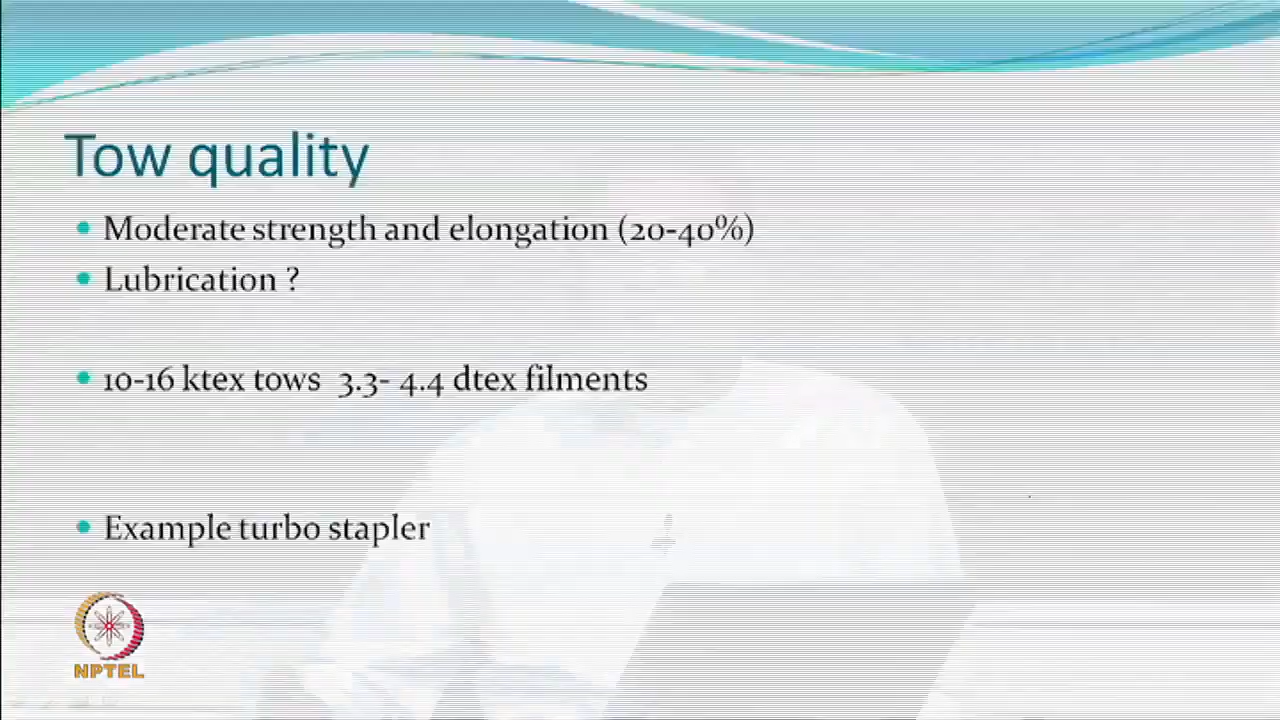 Tow quality
Moderate strength and elongation (20-40%)
Lubrication ?
10-16 ktex tows 3.3- 4.4 dtex filments
Example turbo stapler
NPTEL